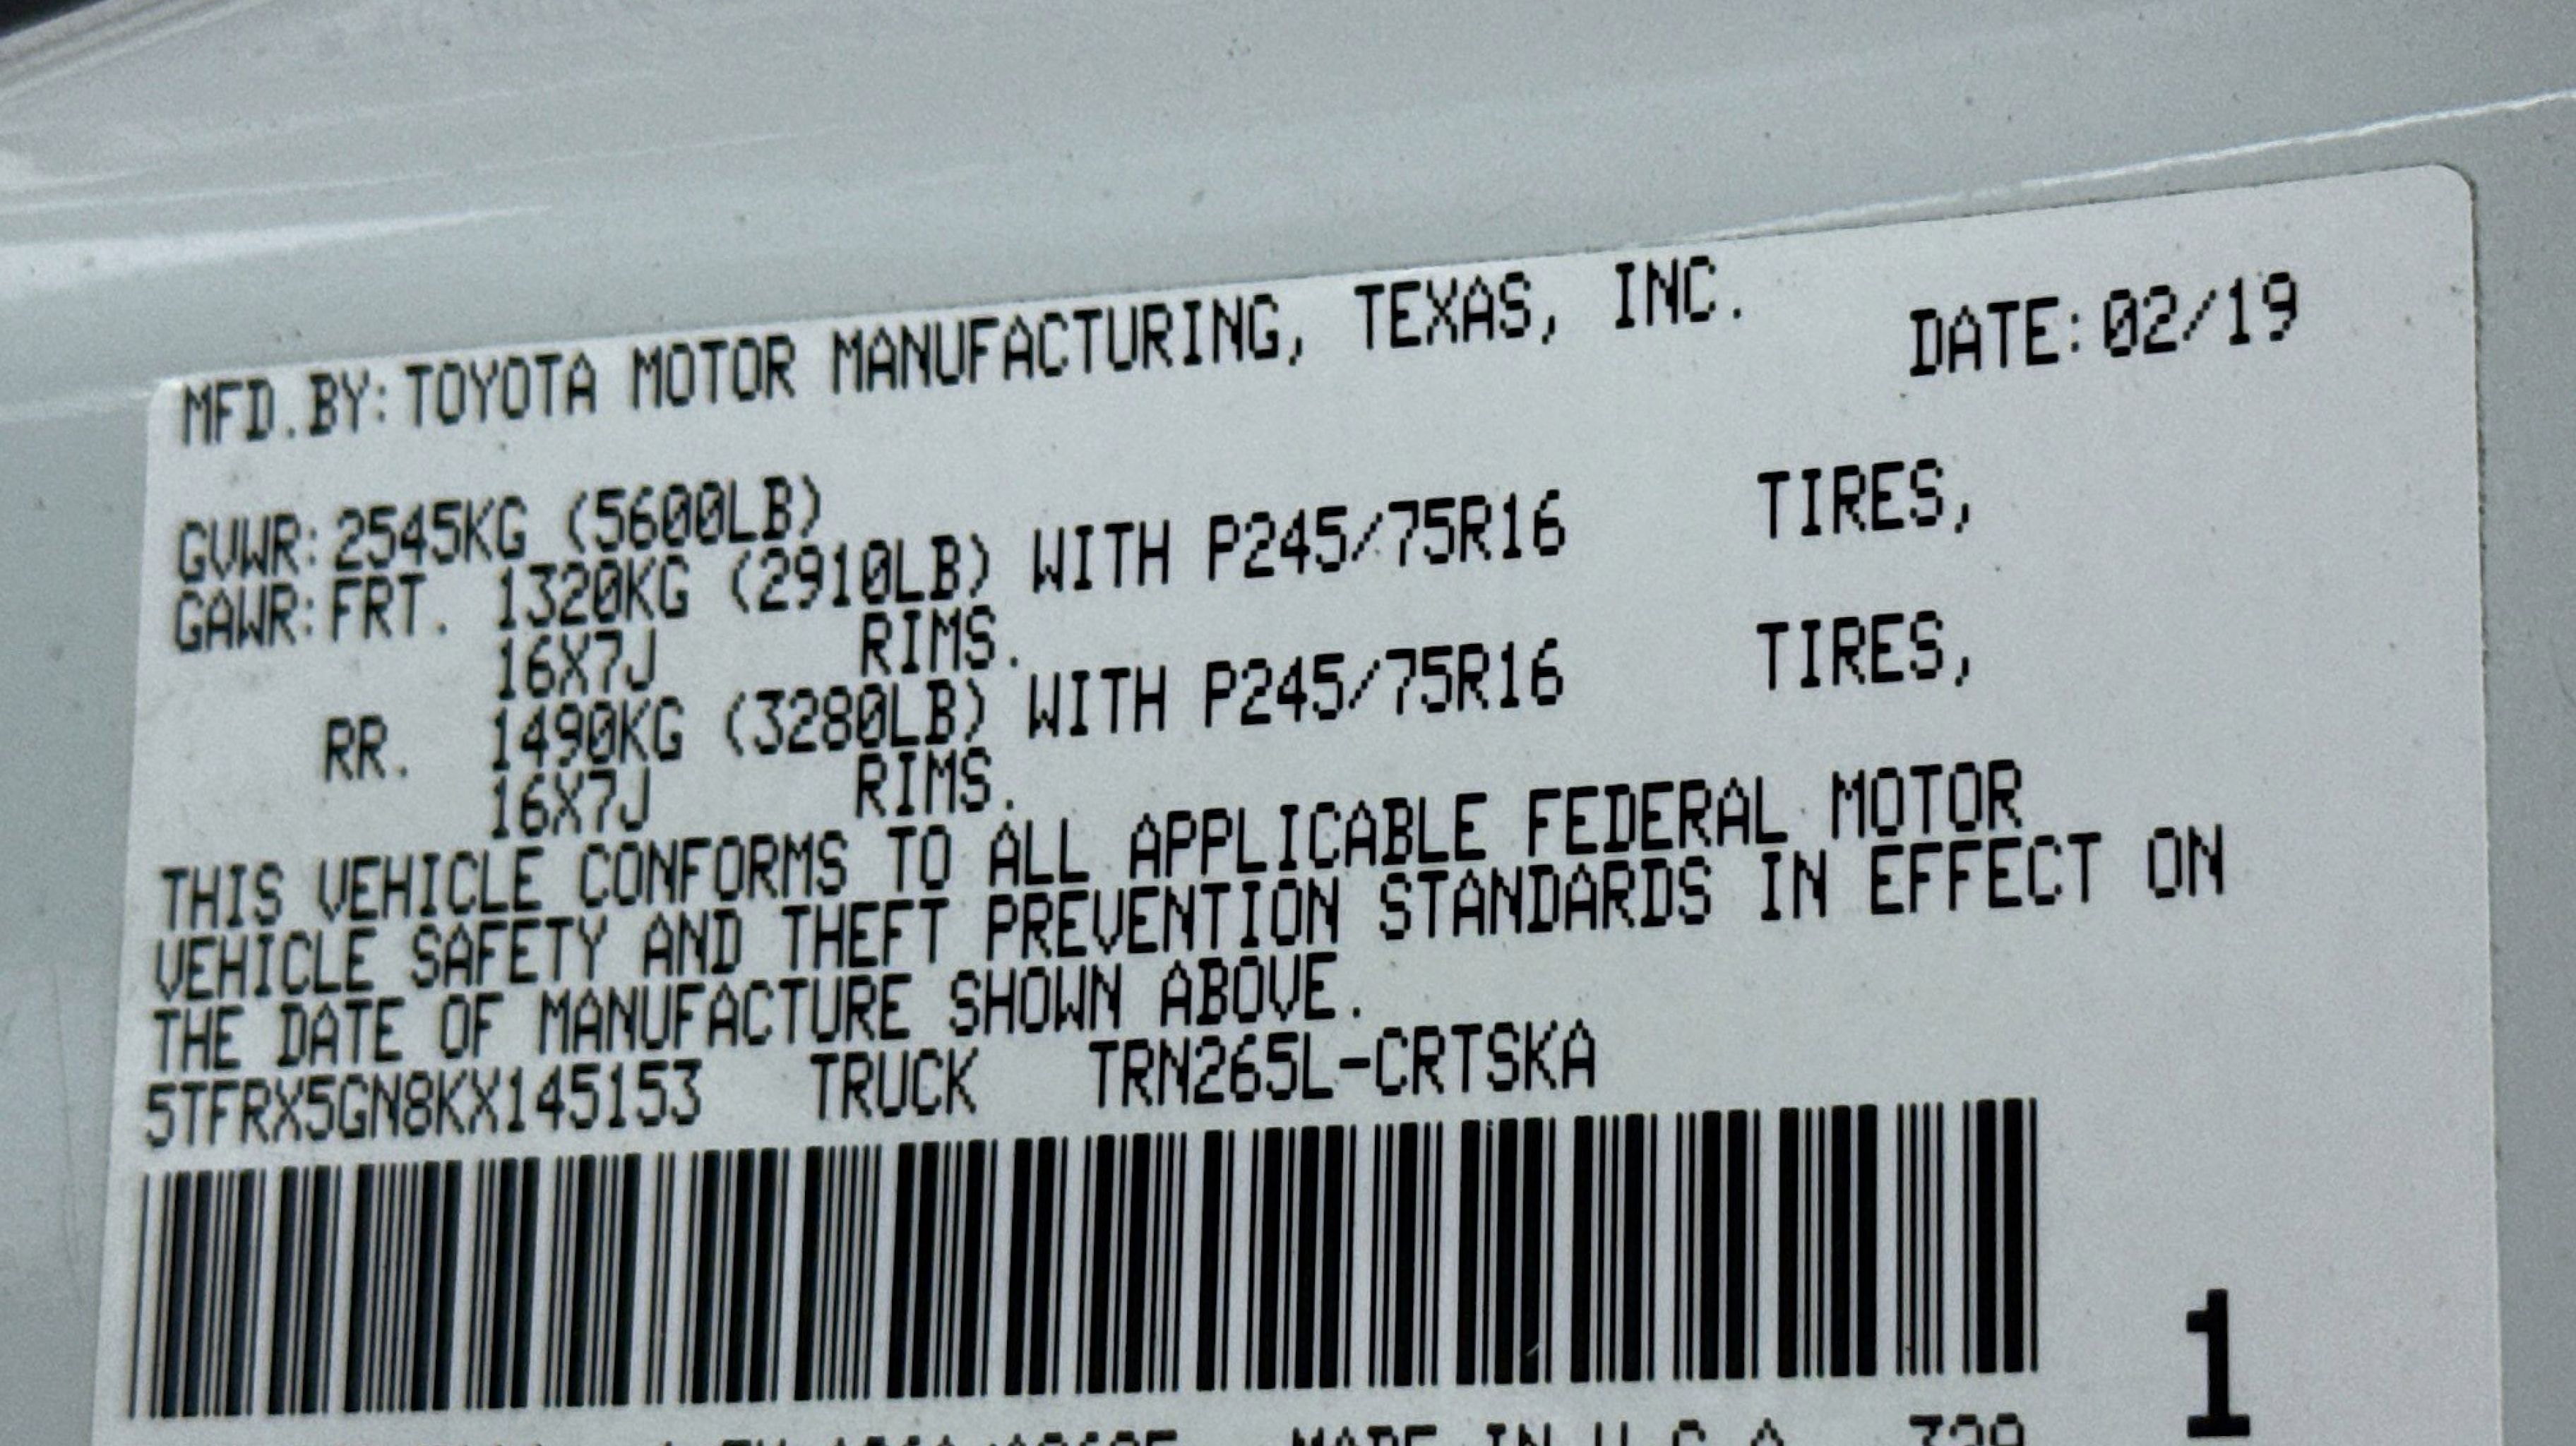 MFD.BY:TOYOTA MOTOR MANUFACTURING, TEXAS, INC. DATE:02/19
GVWR:2545KG (5600LB)
GAWR:FRT. 1320KG (2910LB) WITH P245/75R16 TIRES,
16X7J RIMS.
RR. 1490KG (3280LB) WITH P245/75R16 TIRES,
16X7J RIMS.
THIS VEHICLE CONFORMS TO ALL APPLICABLE FEDERAL MOTOR
VEHICLE SAFETY AND THEFT PREVENTION STANDARDS IN EFFECT ON
THE DATE OF MANUFACTURE SHOWN ABOVE.
5TFRX5GN8KX145153 TRUCK TRN265L-CRTSKA
1
MADE IN U.S.A.